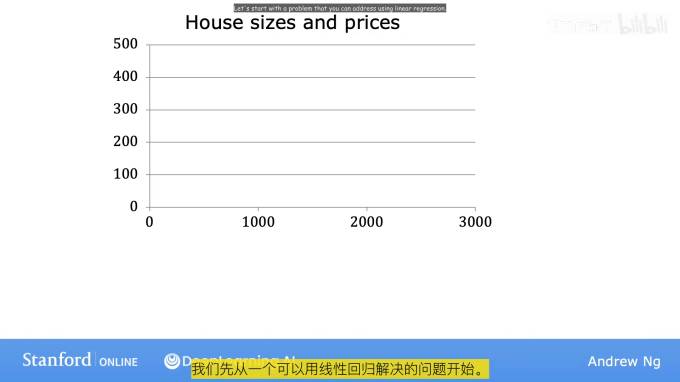 Let's start with a problem that you can address using linear regression.
House sizes and prices
bilibili
500
400
300
200
100
0
0 1000 2000 3000
Stanford ONLINE
Andrew Ng
我们先从一个可以用线性回归解决的问题开始。